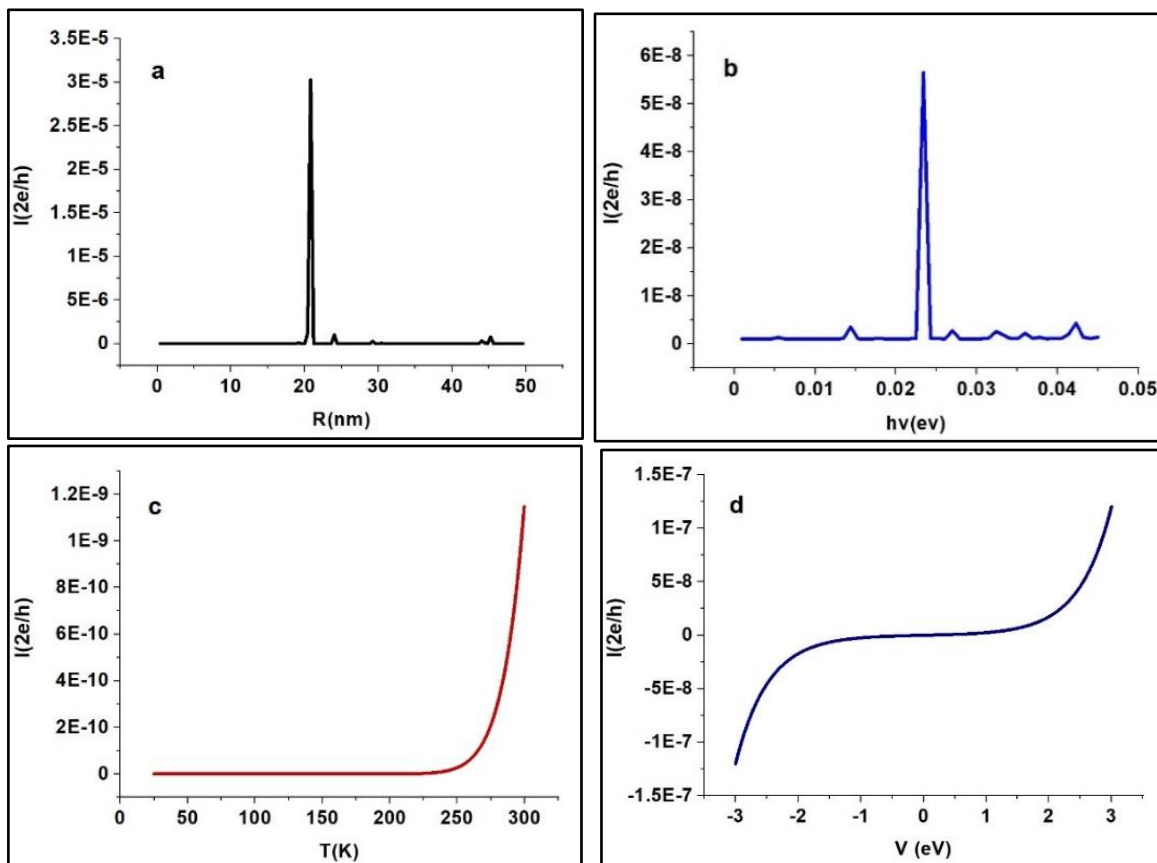 a
I(2e/h)
3.5E-5
3E-5
2.5E-5
2E-5
1.5E-5
1E-5
5E-6
0
0 10 20 30 40 50
R(nm)
b
I(2e/h)
6E-8
5E-8
4E-8
3E-8
2E-8
1E-8
0
0 0.01 0.02 0.03 0.04 0.05
hv(ev)
c
I(2e/h)
1.2E-9
1E-9
8E-10
6E-10
4E-10
2E-10
0
0 50 100 150 200 250 300
T(K)
d
I(2e/h)
1.5E-7
1E-7
5E-8
0
-5E-8
-1E-7
-1.5E-7
-3 -2 -1 0 1 2 3
V (eV)